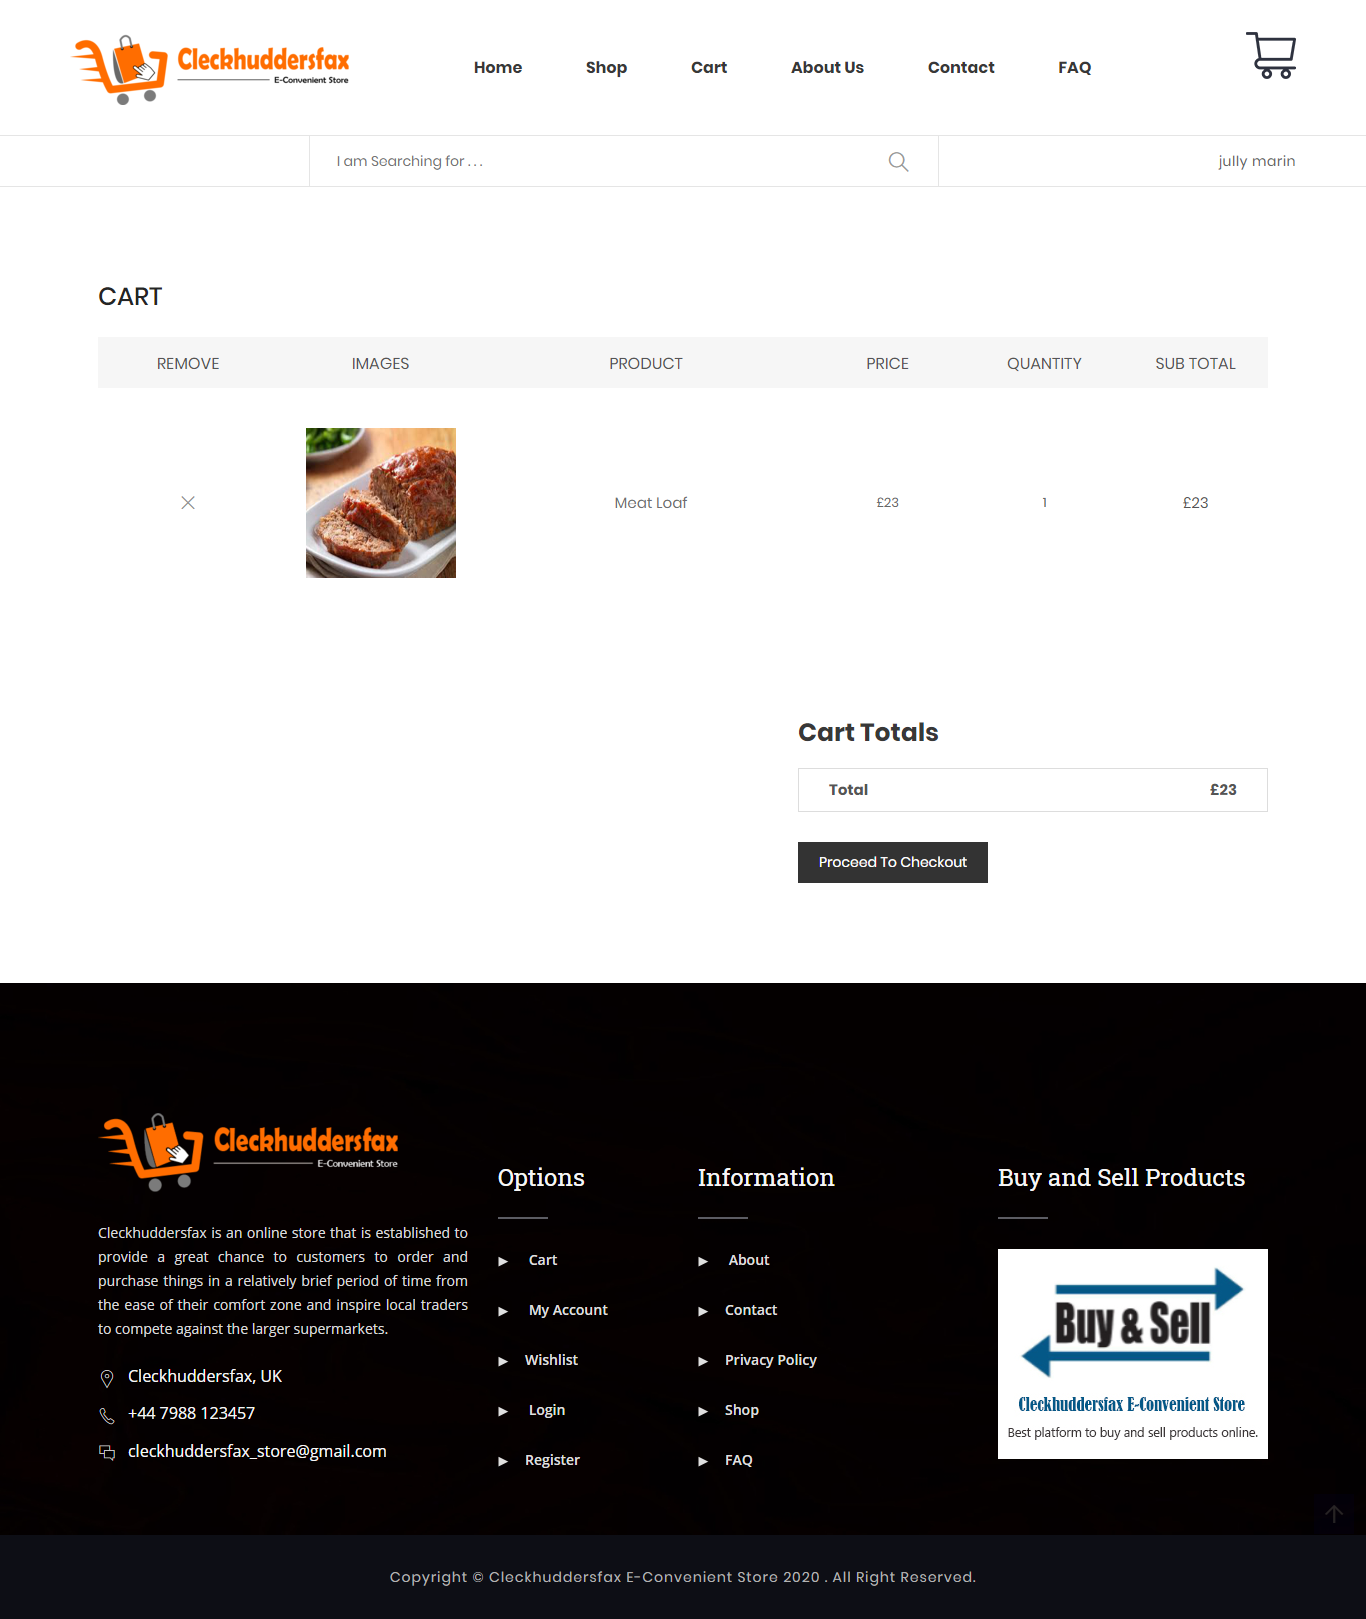 Cleckhuddersfax
E-Convenient Store
Home Shop Cart About Us Contact FAQ
I am Searching for . . .
jully marin
CART
REMOVE IMAGES PRODUCT PRICE QUANTITY SUB TOTAL
Meat Loaf £23 1 £23
Cart Totals
Total £23
Proceed To Checkout
Cleckhuddersfax
E-Convenient Store
Cleckhuddersfax is an online store that is established to
provide a great chance to customers to order and
purchase things in a relatively brief period of time from
the ease of their comfort zone and inspire local traders
to compete against the larger supermarkets.
Cleckhuddersfax, UK
+44 7988 123457
cleckhuddersfax_store@gmail.com
Options
Cart
My Account
Wishlist
Login
Register
Information
About
Contact
Privacy Policy
Shop
FAQ
Buy and Sell Products
Buy & Sell
Cleckhuddersfax E-Convenient Store
Best platform to buy and sell products online.
Copyright © Cleckhuddersfax E-Convenient Store 2020 . All Right Reserved.